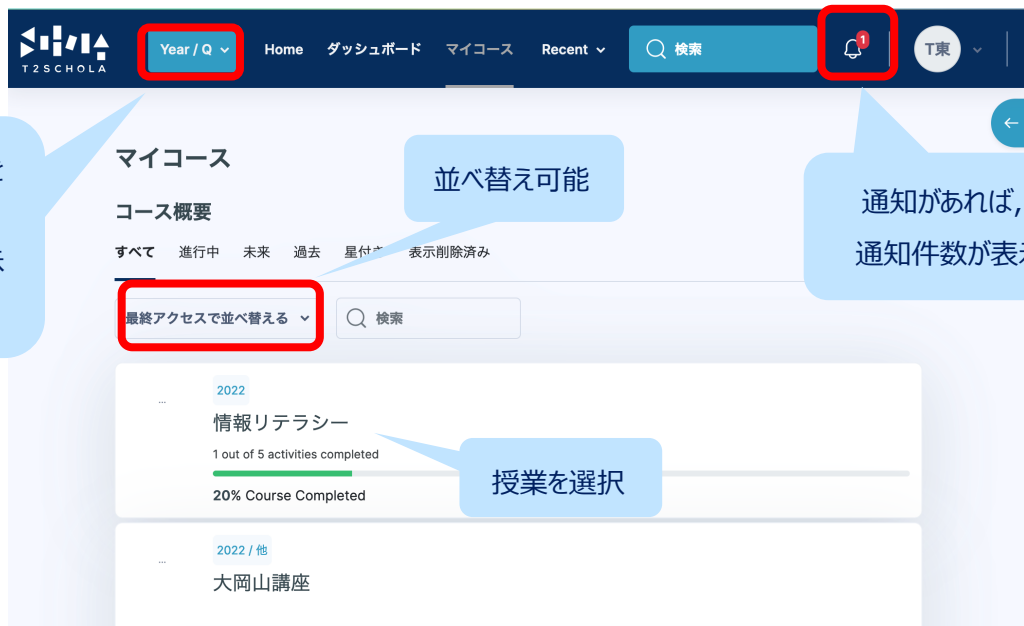 T2SCHOLA
Year / Q
Home
ダッシュボード
マイコース
Recent
検索
1
T東
マイコース
並べ替え可能
通知があれば,
コース概要
すべて 進行中 未来 過去 星付き 表示削除済み
通知件数が表
最終アクセスで並べ替える
検索
...
2022
情報リテラシー
1 out of 5 activities completed
授業を選択
20% Course Completed
...
2022 / 他
大岡山講座